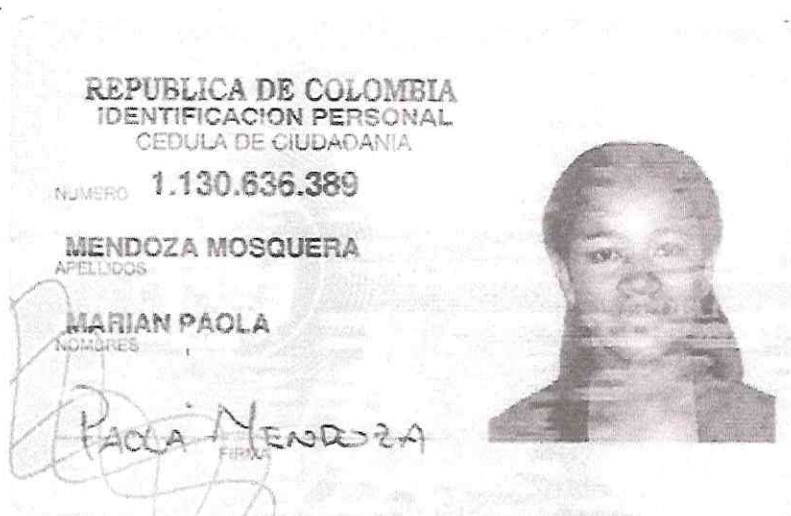 REPUBLICA DE COLOMBIA
IDENTIFICACION PERSONAL
CEDULA DE CIUDADANIA
NUMERO 1.130.636.389
MENDOZA MOSQUERA
APELLIDOS
MARIAN PAOLA
NOMBRES
PAOLA MENDOZA
FIRMA